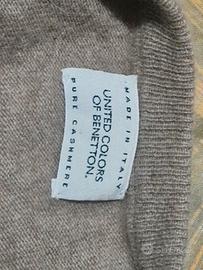 MADE IN ITALY
UNITED COLORS
OF BENETTON.
PURE CASHMERE